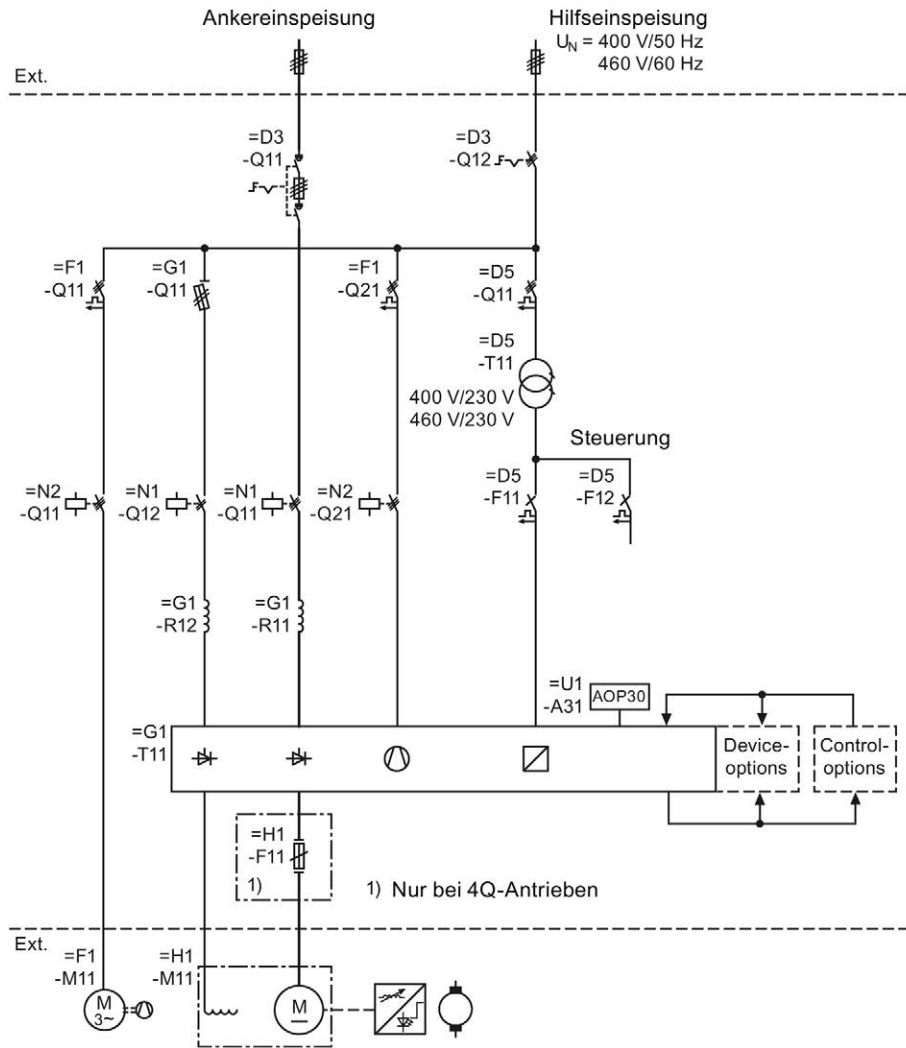 Ankereinspeisung
Hilfseinspeisung
U_N = 400 V/50 Hz
460 V/60 Hz
Ext.
=D3
-Q11
=D3
-Q12
=F1
-Q11
=G1
-Q11
=F1
-Q21
=D5
-Q11
=D5
-T11
400 V/230 V
460 V/230 V
Steuerung
=N2
-Q11
=N1
-Q12
=N1
-Q11
=N2
-Q21
=D5
-F11
=D5
-F12
=G1
-R12
=G1
-R11
=U1
-A31
AOP30
=G1
-T11
Device-
options
Control-
options
=H1
-F11
1)
1) Nur bei 4Q-Antrieben
Ext.
=F1
-M11
=H1
-M11
M
3~
M